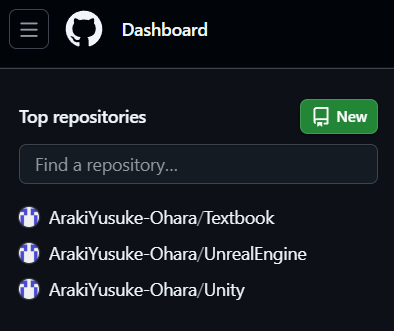 Dashboard
Top repositories
New
Find a repository...
ArakiYusuke-Ohara/Textbook
ArakiYusuke-Ohara/UnrealEngine
ArakiYusuke-Ohara/Unity